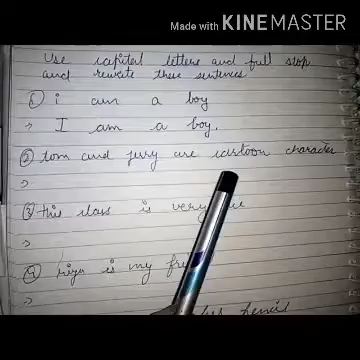 Made with KINEMASTER
Use capital letters and full stop
and rewrite these sentences
① i am a boy
→ I am a boy.
② tom and jerry are cartoon character
→
③ this class is very
→
④ is my
→
pencil